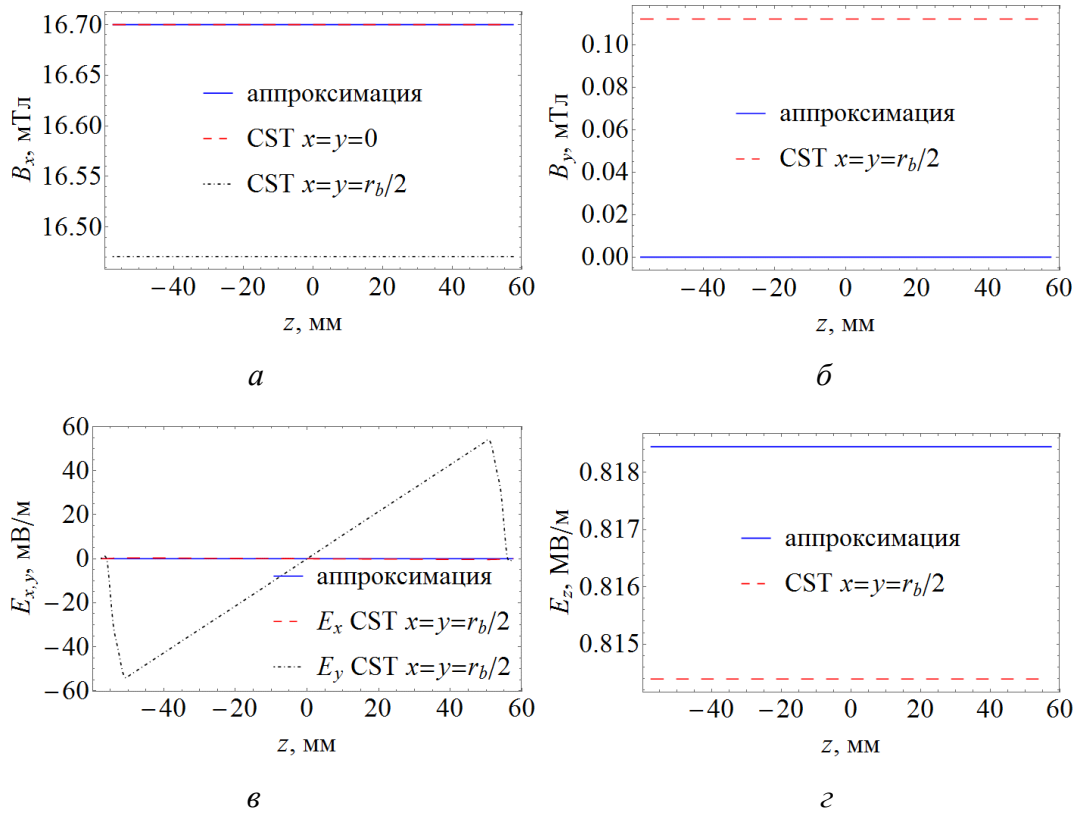 16.70
16.65
16.60
16.55
16.50
Bx, мТл
аппроксимация
CST x=y=0
CST x=y=rb/2
−40 −20 0 20 40 60
z, мм
а
0.10
0.08
0.06
0.04
0.02
0.00
By, мТл
аппроксимация
CST x=y=rb/2
−40 −20 0 20 40 60
z, мм
б
60
40
20
0
−20
−40
−60
Ex,y, мВ/м
аппроксимация
Ex CST x=y=rb/2
Ey CST x=y=rb/2
−40 −20 0 20 40 60
z, мм
в
0.818
0.817
0.816
0.815
Ez, МВ/м
аппроксимация
CST x=y=rb/2
−40 −20 0 20 40 60
z, мм
г